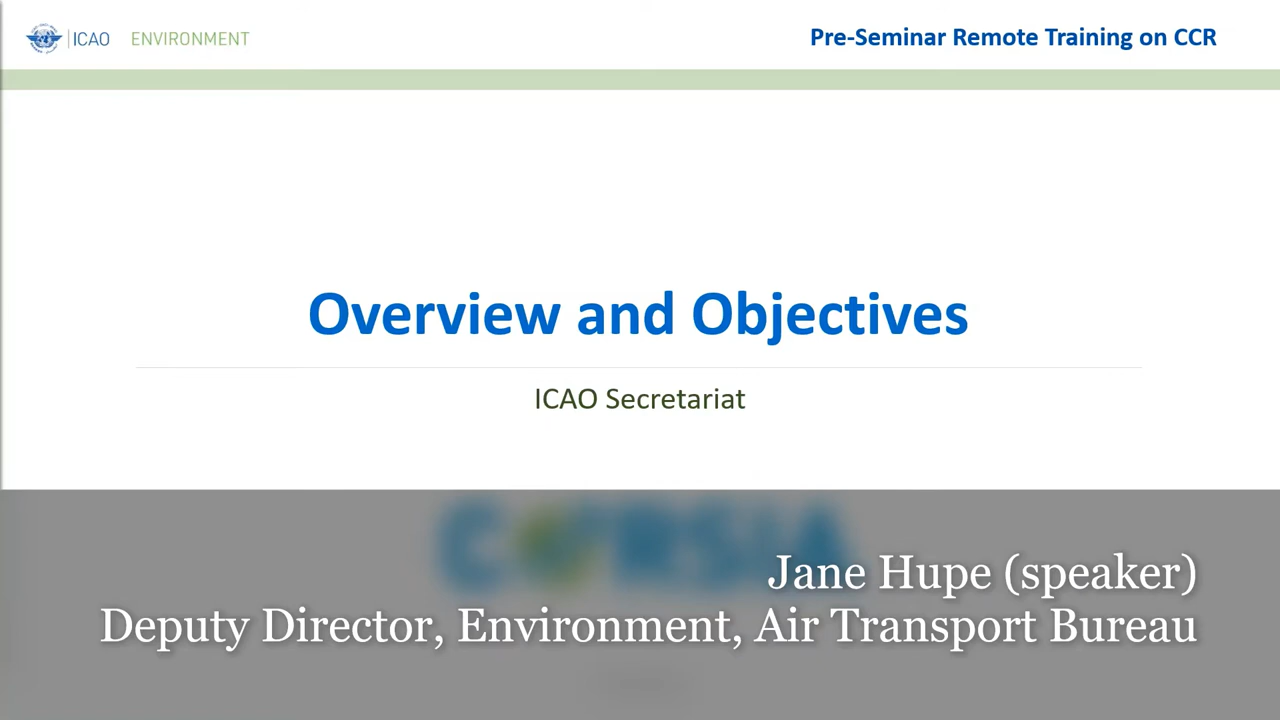 ICAO ENVIRONMENT
Pre-Seminar Remote Training on CCR
Overview and Objectives
ICAO Secretariat
CORSIA
Jane Hupe (speaker)
Deputy Director, Environment, Air Transport Bureau